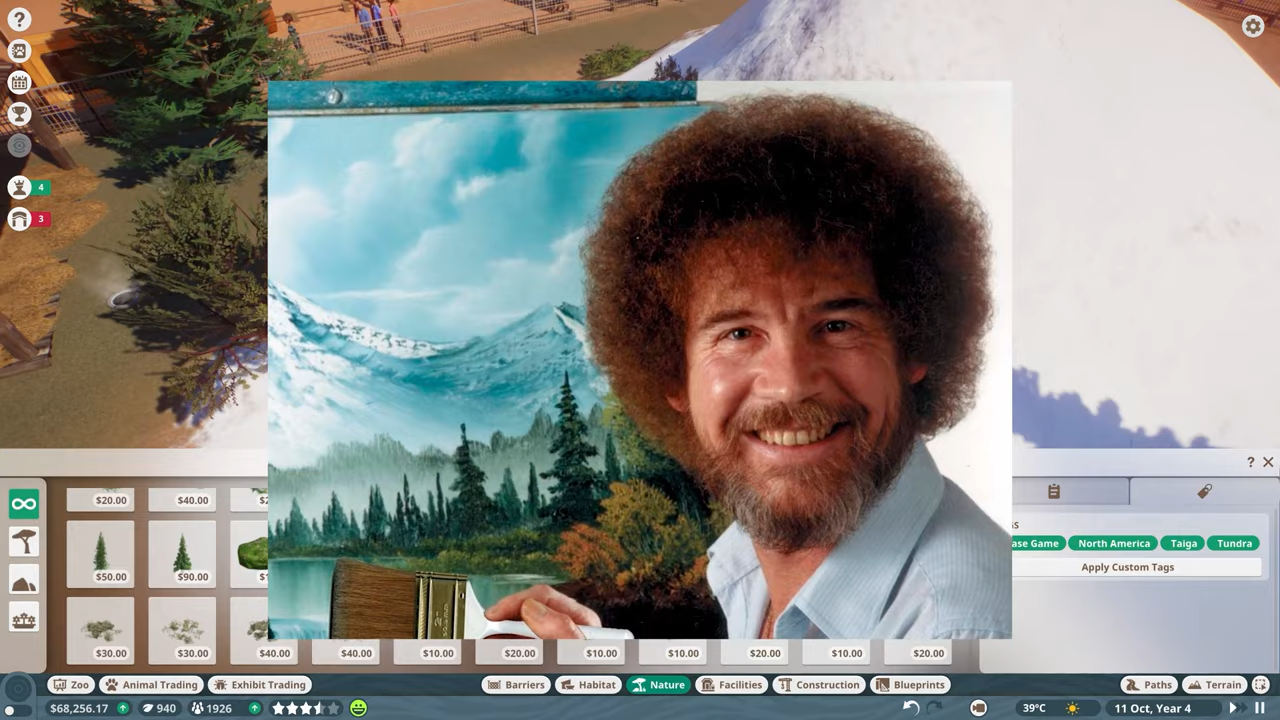 ?
4
3
? ×
$20.00 $40.00
$50.00 $90.00
$30.00 $30.00 $40.00 $40.00 $10.00 $20.00 $10.00 $10.00 $20.00 $10.00 $20.00
ase Game North America Taiga Tundra
Apply Custom Tags
Zoo Animal Trading Exhibit Trading Barriers Habitat Nature Facilities Construction Blueprints Paths Terrain
$68,256.17 940 1926 39°C 11 Oct, Year 4